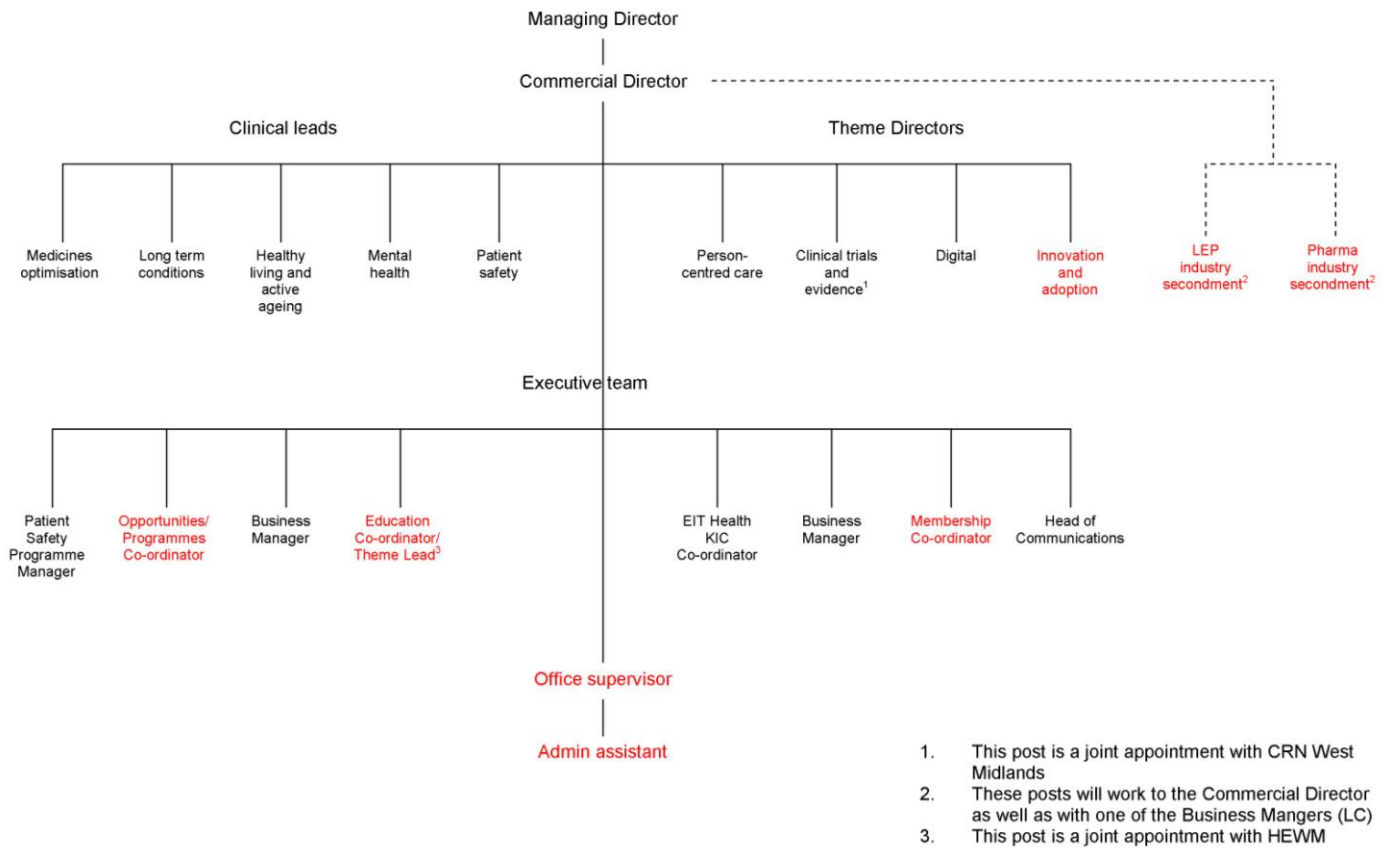 Managing Director
Commercial Director
Clinical leads
Theme Directors
Medicines
optimisation
Long term
conditions
Healthy
living and
active
ageing
Mental
health
Patient
safety
Person-
centred care
Clinical trials
and
evidence1
Digital
Innovation
and
adoption
LEP
industry
secondment2
Pharma
industry
secondment2
Executive team
Patient
Safety
Programme
Manager
Opportunities/
Programmes
Co-ordinator
Business
Manager
Education
Co-ordinator/
Theme Lead3
EIT Health
KIC
Co-ordinator
Business
Manager
Membership
Co-ordinator
Head of
Communications
Office supervisor
Admin assistant
1. This post is a joint appointment with CRN West
Midlands
2. These posts will work to the Commercial Director
as well as with one of the Business Mangers (LC)
3. This post is a joint appointment with HEWM